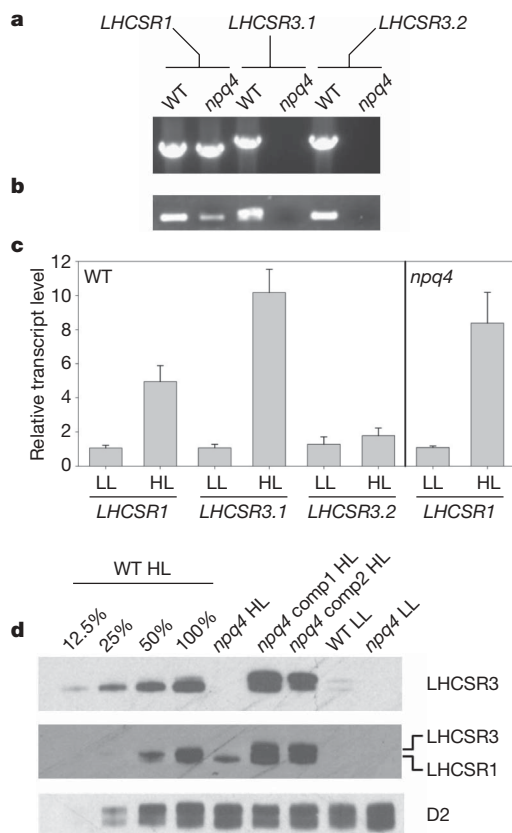 a
LHCSR1 LHCSR3.1 LHCSR3.2
WT npq4 WT npq4 WT npq4
b
c
12
10
8
6
4
2
0
Relative transcript level
WT
npq4
LL HL LL HL LL HL LL HL
LHCSR1 LHCSR3.1 LHCSR3.2 LHCSR1
d
WT HL
12.5% 25% 50% 100% npq4 HL npq4 comp1 HL npq4 comp2 HL WT LL npq4 LL
LHCSR3
LHCSR3
LHCSR1
D2